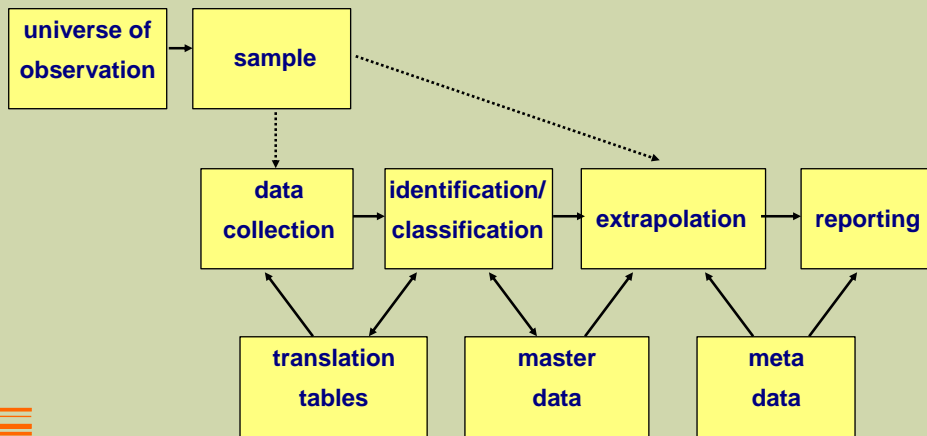 universe of
observation
sample
data
collection
identification/
classification
extrapolation
reporting
translation
tables
master
data
meta
data